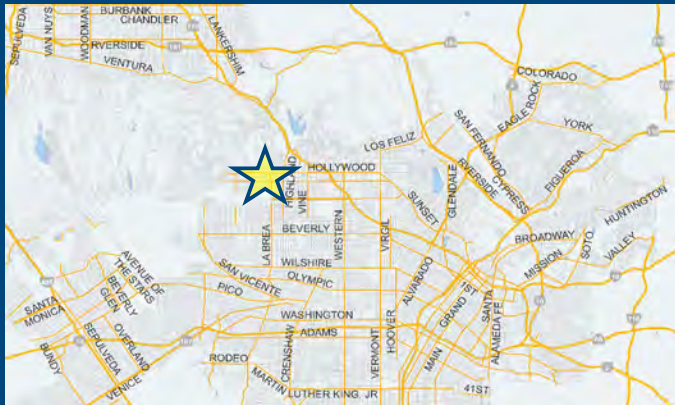 BURBANK
CHANDLER
SEPULVEDA
VAN NUYS
WOODMAN
LANKERSHIM
RVERSIDE
VENTURA
COLORADO
EAGLE ROCK
YORK
SAN FERNANDO
LOS FELIZ
HOLLYWOOD
HIGHLAND
VINE
RVERSIDE
CYPRESS
FIGUEROA
GLENDALE
SUNSET
HUNTINGTON
LA BREA
BEVERLY
WESTERN
VIRGIL
BROADWAY
SOTO
VALLEY
MISSION
WILSHIRE
AVENUE OF
THE STARS
SAN VICENTE
OLYMPIC
ALVABADO
1ST
BEVERLY
GLEN
PICO
SANTA
MONICA
WASHINGTON
GRAND
SANTA
FE
ALAMEDA
SEPULVEDA
OVERLAND
ADAMS
HOOVER
MAIN
BUNDY
RODEO
CRENSHAW
VERMONT
VENICE
MARTIN
LUTHER KING, JR
41ST